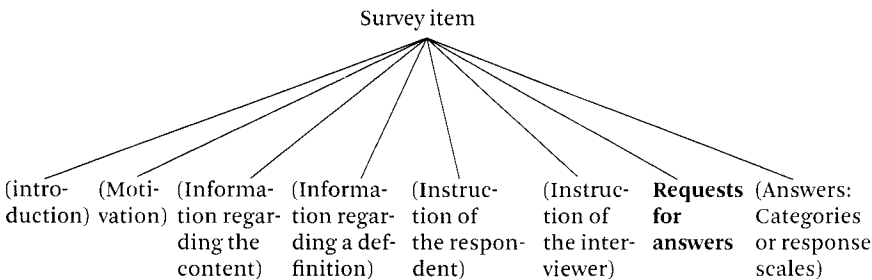 Survey item
(intro- (Moti- (Informa- (Informa- (Instruc- (Instruc- Requests (Answers:
duction) vation) tion regar- tion regar- tion of tion of for Categories
ding the ding a def- the respon- the inter- answers or response
content) finition) dent) viewer) scales)